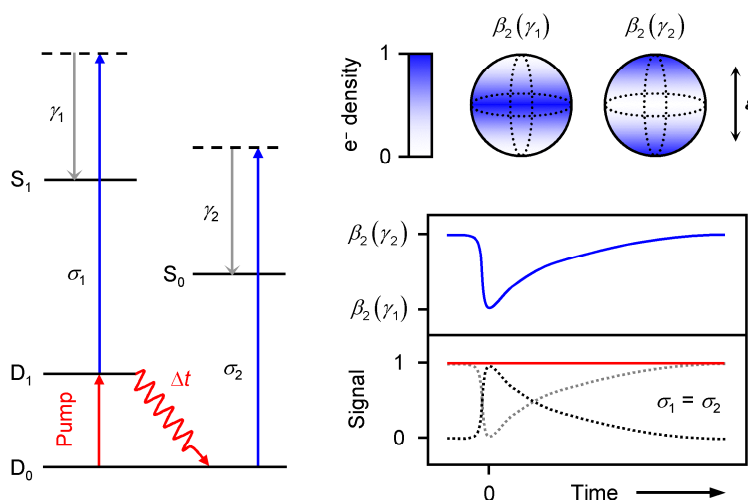 γ1
S1
σ1
D1
Pump
D0
Δt
γ2
S0
σ2
e⁻ density
1
0
β2(γ1)
β2(γ2)
ε
β2(γ2)
β2(γ1)
Signal
1
0
σ1 = σ2
0
Time